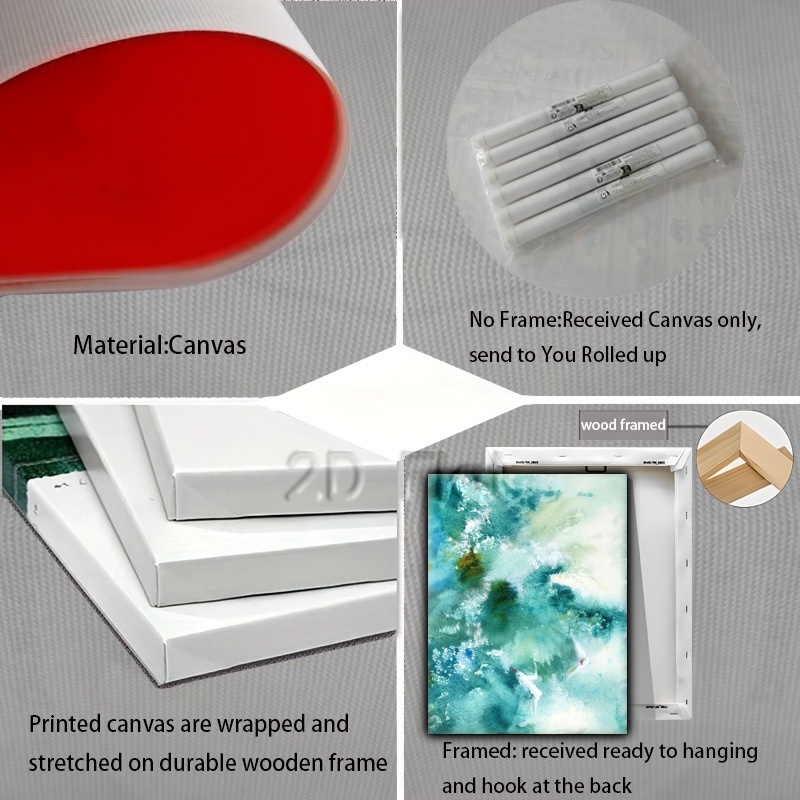 Material:Canvas
No Frame:Received Canvas only,
send to You Rolled up
2D
wood framed
Printed canvas are wrapped and
stretched on durable wooden frame
Framed: received ready to hanging
and hook at the back